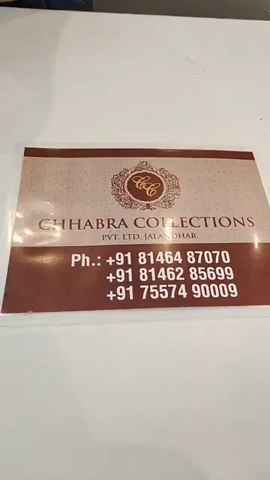 CC
CHHABRA COLLECTIONS
PVT. LTD. JALANDHAR
Ph.: +91 81464 87070
+91 81462 85699
+91 75574 90009